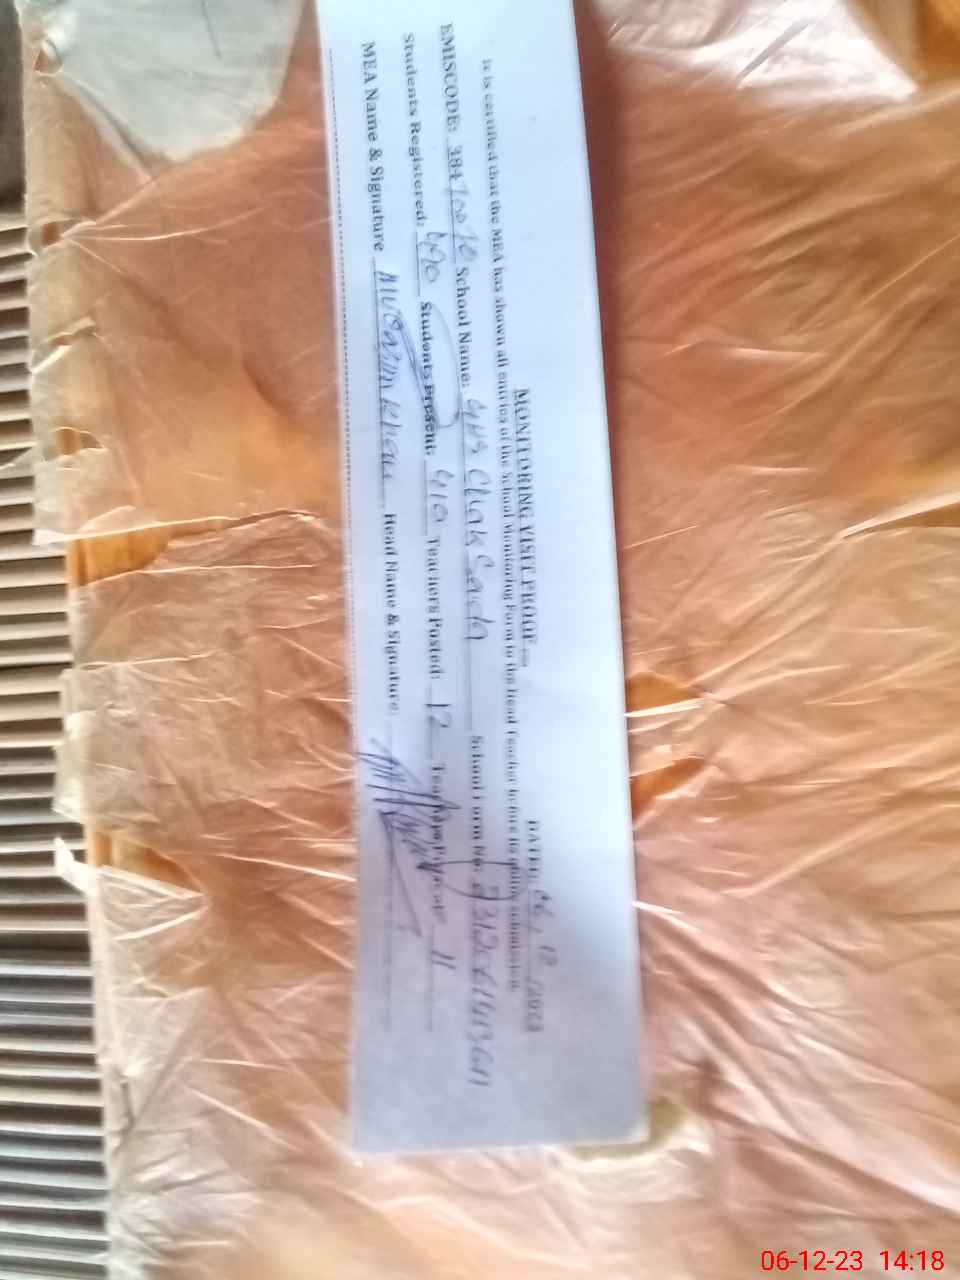 MONITORING VISIT PROOF
DATED: 06, 12 /2023
It is certified that the MEA has shown all entries of the School Monitoring Form to the Head Teacher before its online submission.
EMISCODE: 38410070 School Name: GHS Chak Sada School Form No:
Students Registered: Students Present: 410 Teachers Posted: 12 Teachers Present 11
MEA Name & Signature Khan Head Name & Signature:
06-12-23 14:18